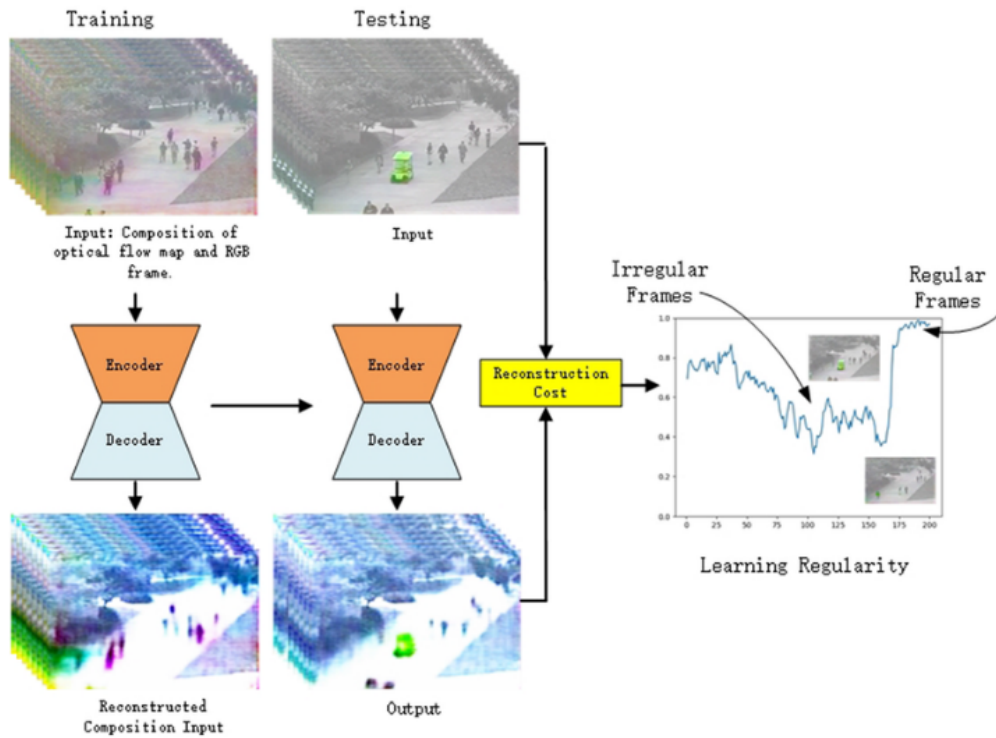 Training
Testing
Input: Composition of
optical flow map and RGB
frame.
Input
Encoder
Decoder
Encoder
Decoder
Reconstruction
Cost
Irregular
Frames
Regular
Frames
1.0
0.8
0.6
0.4
0.2
0.0
0
25
50
75
100
125
150
175
200
Learning Regularity
Reconstructed
Composition Input
Output